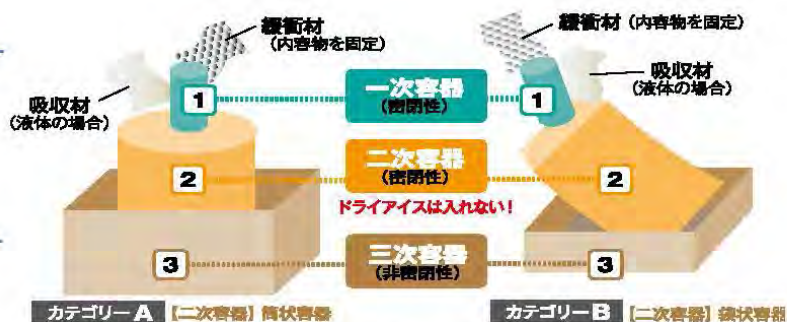 緩衝材
(内容物を固定)
吸収材
(液体の場合)
緩衝材 (内容物を固定)
吸収材
(液体の場合)
1
一次容器
(密閉性)
1
2
二次容器
(密閉性)
2
ドライアイスは入れない!
3
三次容器
(非密閉性)
3
カテゴリーA 【二次容器】筒状容器
カテゴリーB 【二次容器】袋状容器